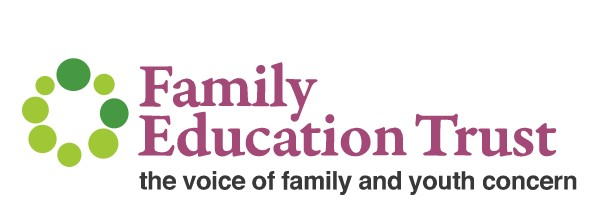 Family
Education Trust
the voice of family and youth concern